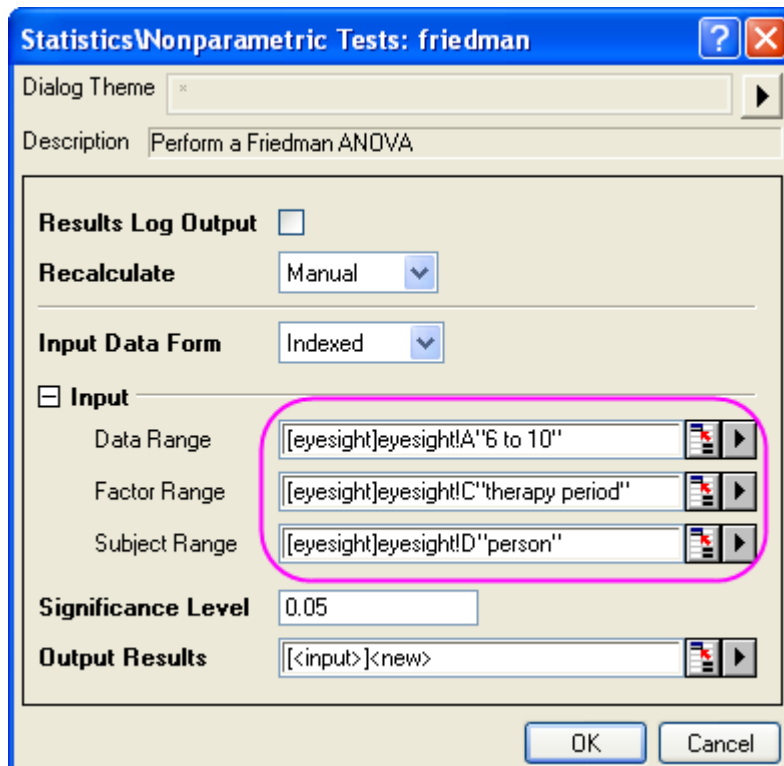 Statistics\Nonparametric Tests: friedman
Dialog Theme *
Description Perform a Friedman ANOVA
Results Log Output
Recalculate Manual
Input Data Form Indexed
Input
Data Range [eyesight]eyesight!A"6 to 10"
Factor Range [eyesight]eyesight!C"therapy period"
Subject Range [eyesight]eyesight!D"person"
Significance Level 0.05
Output Results [<input>]<new>
OK Cancel